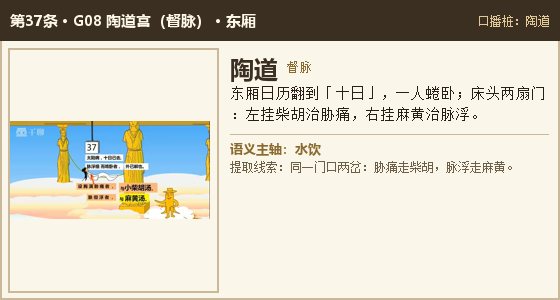 第37条·G08 陶道宫（督脉）·东厢
口播桩：陶道
陶道 督脉
东厢日历翻到「十日」，一人蜷卧；床头两扇门
：左挂柴胡治胁痛，右挂麻黄治脉浮。
语义主轴：水饮
提取线索：同一门口两岔：胁痛走柴胡，脉浮走麻黄。
千聊
37
太阳病，十日已去，
脉浮细而嗜卧者，外已解也。
设胸满胁痛者，与小柴胡汤，
脉但浮者，与麻黄汤。